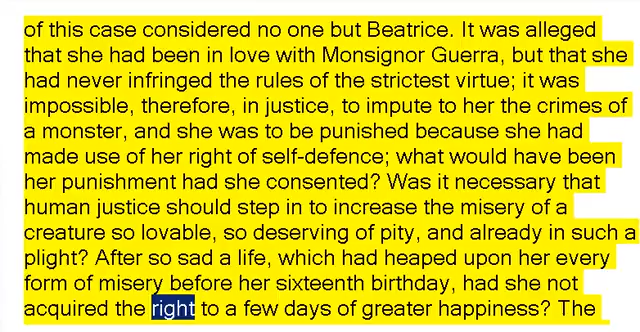 of this case considered no one but Beatrice. It was alleged
that she had been in love with Monsignor Guerra, but that she
had never infringed the rules of the strictest virtue; it was
impossible, therefore, in justice, to impute to her the crimes of
a monster, and she was to be punished because she had
made use of her right of self-defence; what would have been
her punishment had she consented? Was it necessary that
human justice should step in to increase the misery of a
creature so lovable, so deserving of pity, and already in such a
plight? After so sad a life, which had heaped upon her every
form of misery before her sixteenth birthday, had she not
acquired the right to a few days of greater happiness? The